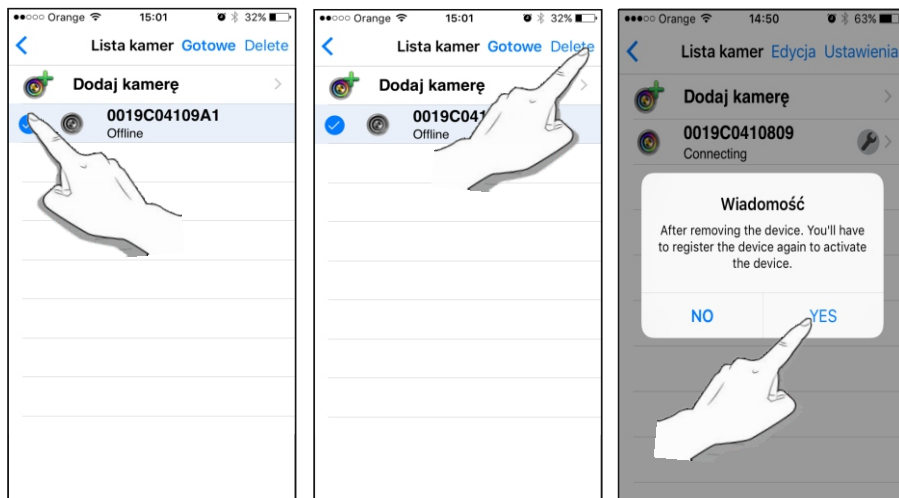 Orange 15:01 32%
Lista kamer Gotowe Delete
Dodaj kamerę
0019C04109A1
Offline
Orange 15:01 32%
Lista kamer Gotowe Delete
Dodaj kamerę
0019C041
Offline
Orange 14:50 63%
Lista kamer Edycja Ustawienia
Dodaj kamerę
0019C0410809
Connecting
Wiadomość
After removing the device. You'll have
to register the device again to activate
the device.
NO YES